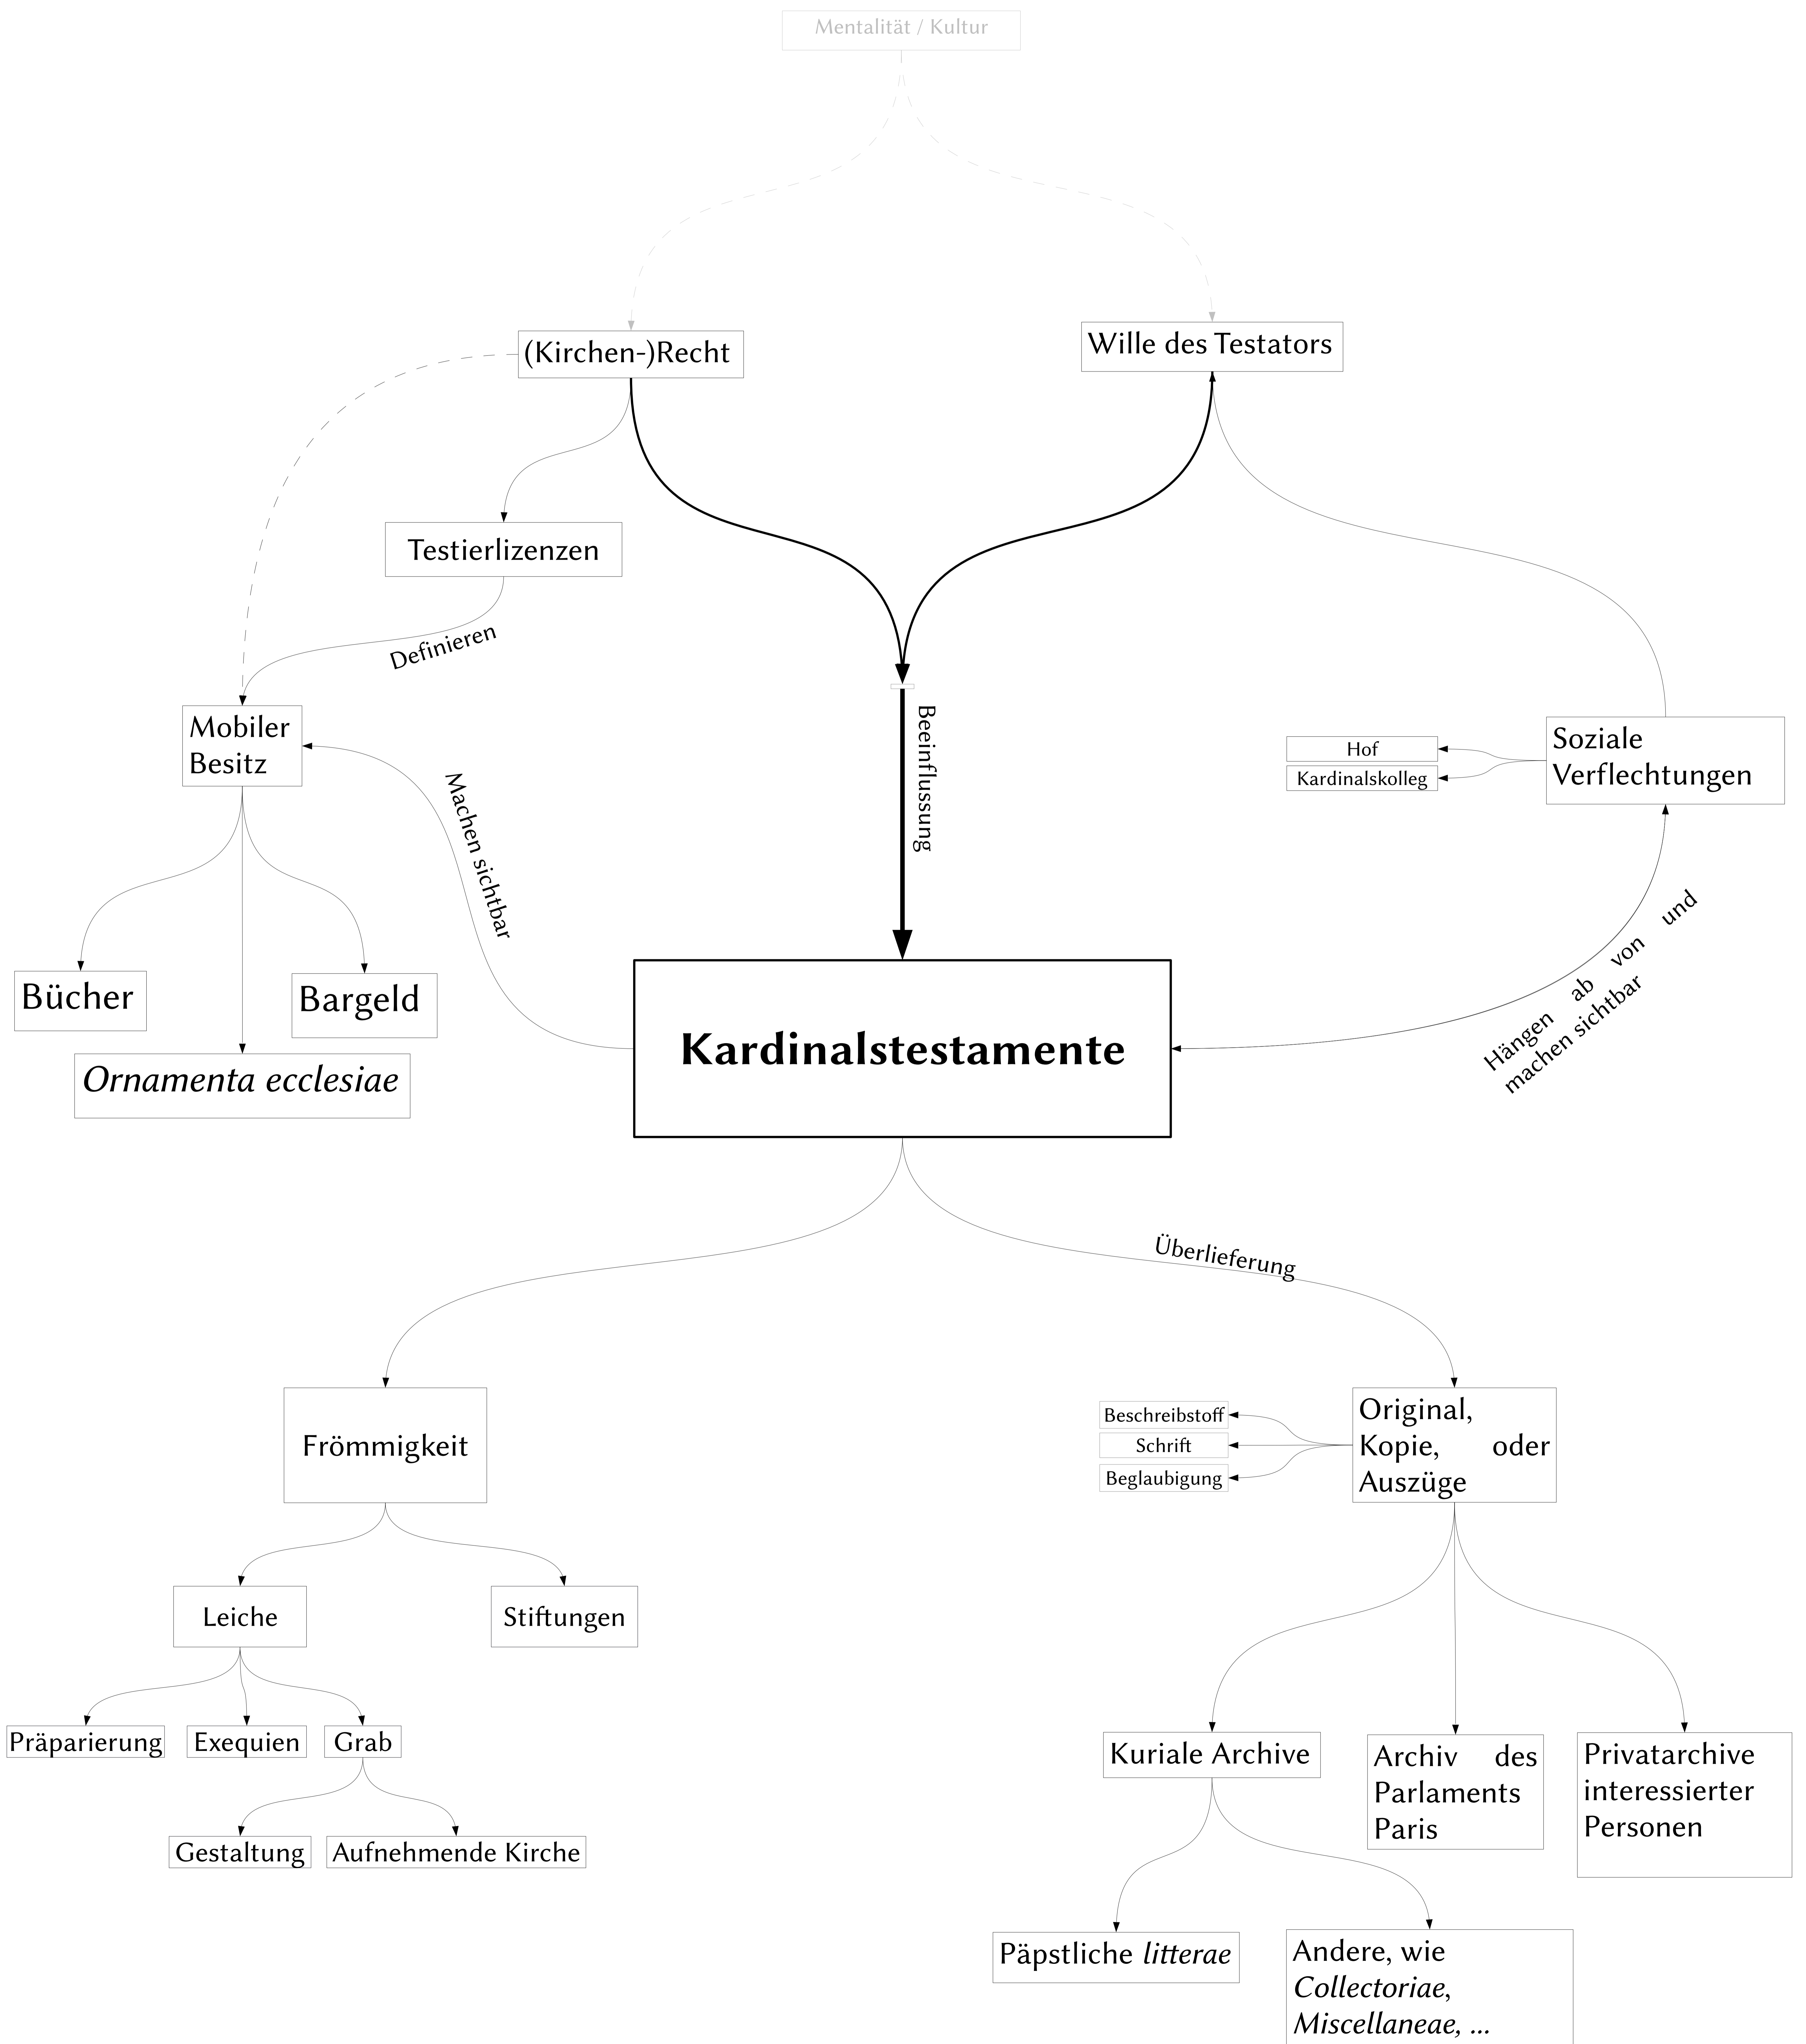 Mentalität / Kultur
(Kirchen-)Recht
Wille des Testators
Testierlizenzen
Definieren
Mobiler
Besitz
Machen sichtbar
Beeinflussung
Hof
Kardinalskolleg
Soziale
Verflechtungen
Hängen ab von und
machen sichtbar
Bücher
Bargeld
Ornamenta ecclesiae
Kardinalstestamente
Überlieferung
Frömmigkeit
Beschreibstoff
Schrift
Beglaubigung
Original,
Kopie, oder
Auszüge
Leiche
Stiftungen
Präparierung
Exequien
Grab
Gestaltung
Aufnehmende Kirche
Kuriale Archive
Archiv des
Parlaments
Paris
Privatarchive
interessierter
Personen
Päpstliche litterae
Andere, wie
Collectoriae,
Miscellaneae, ...